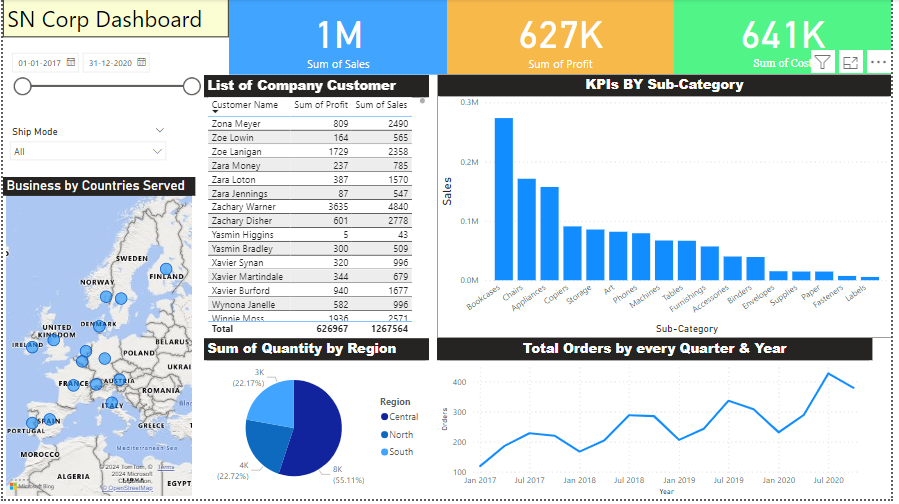 SN Corp Dashboard
1M
Sum of Sales
627K
Sum of Profit
641K
Sum of Cost
01-01-2017
31-12-2020
Ship Mode
All
Business by Countries Served
SWEDEN
FINLAND
NORWAY
UNITED
KINGDOM
DENMARK
IRELAND
BELARUS
POLAND
UKRAI
FRANCE
AUSTRIA
ROMANIA
ITALY
SPAIN
PORTUGAL
GREECE
Mediterranean Sea
MOROCCO
ALGERIA
LIBYA
EGYPT
© 2024 TomTom, ©
2024 Microsoft
Corporation,
© OpenStreetMap
Terms
Microsoft Bing
List of Company Customer
Customer Name Sum of Profit Sum of Sales
Zona Meyer 809 2490
Zoe Lowin 164 565
Zoe Lanigan 1729 2358
Zara Money 237 785
Zara Loton 387 1570
Zara Jennings 87 547
Zachary Warner 3635 4840
Zachary Disher 601 2778
Yasmin Higgins 5 43
Yasmin Bradley 300 509
Xavier Synan 320 996
Xavier Martindale 344 679
Xavier Burford 940 1677
Wynona Janelle 582 996
Winnie Moss 1936 2571
Total 626967 1267564
KPIs BY Sub-Category
Sales
0.3M
0.2M
0.1M
0.0M
Bookcases
Chairs
Appliances
Copiers
Storage
Art
Phones
Machines
Tables
Furnishings
Accessories
Binders
Envelopes
Supplies
Paper
Fasteners
Labels
Sub-Category
Sum of Quantity by Region
3K
(22.17%)
4K
(22.72%)
8K
(55.11%)
Region
Central
North
South
Total Orders by every Quarter & Year
Orders
400
300
200
100
Jan 2017 Jul 2017 Jan 2018 Jul 2018 Jan 2019 Jul 2019 Jan 2020 Jul 2020
Year